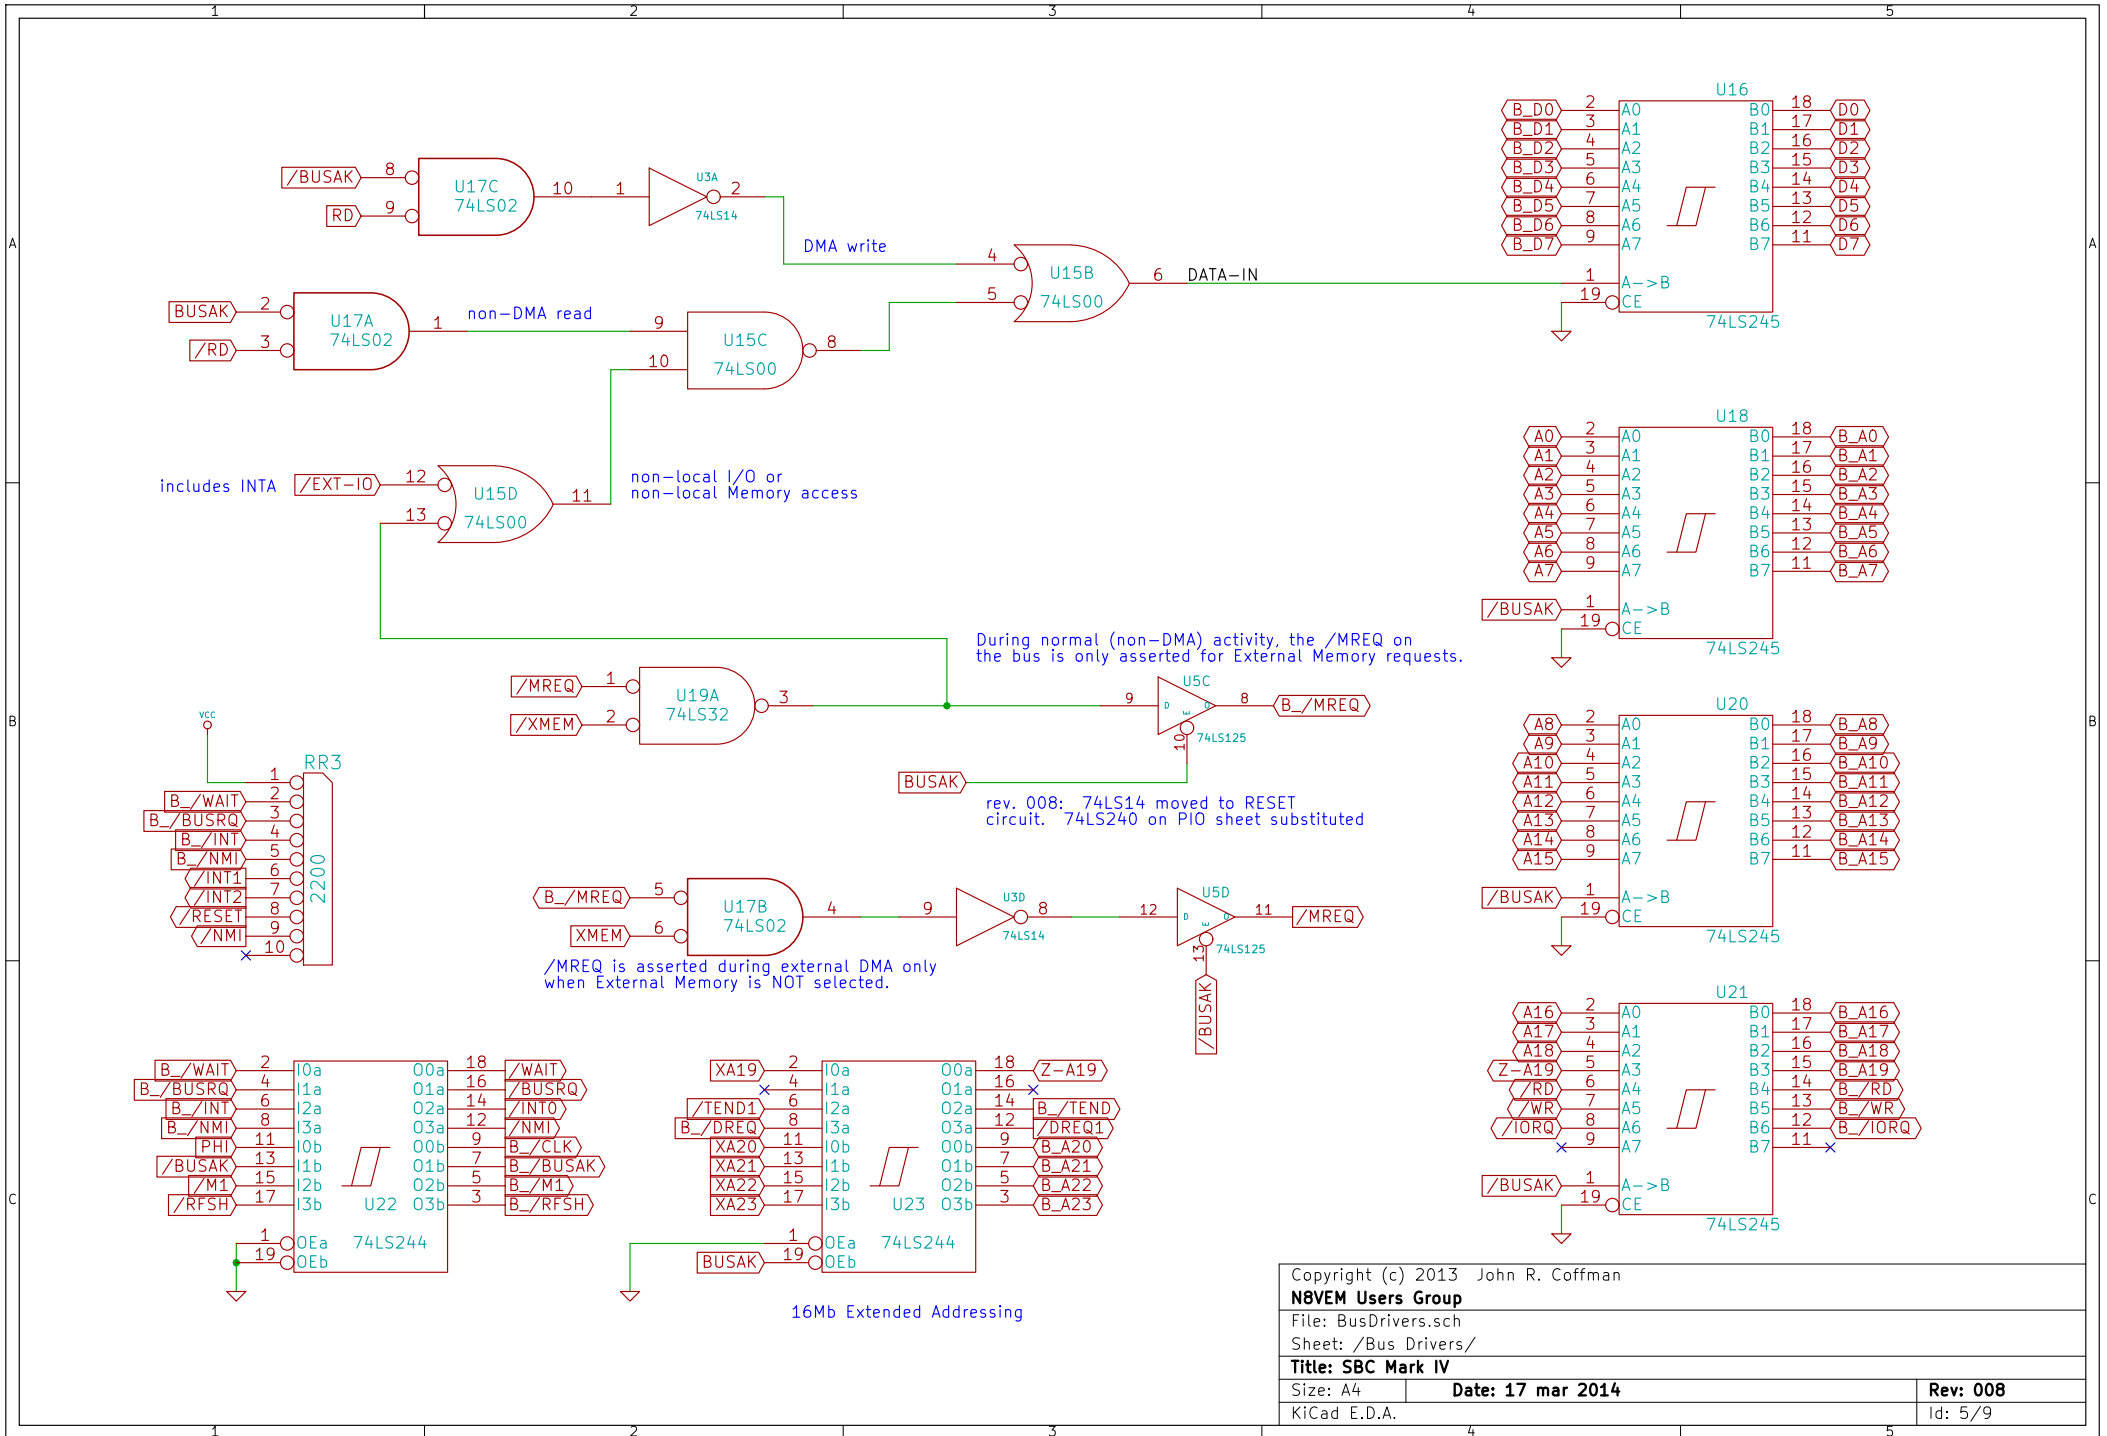 1 2 3 4 5
A
B
C
A
B
C
1 2 3 4 5
/BUSAK 8
RD 9
U17C
74LS02
10
1
U3A
74LS14
2
DMA write
BUSAK 2
/RD 3
U17A
74LS02
1
non-DMA read
9
10
U15C
74LS00
8
4
5
U15B
74LS00
6
DATA-IN
includes INTA
/EXT-IO 12
13
U15D
74LS00
11
non-local I/O or
non-local Memory access
During normal (non-DMA) activity, the /MREQ on
the bus is only asserted for External Memory requests.
/MREQ 1
/XMEM 2
U19A
74LS32
3
9
U5C
D E O
10
74LS125
8 B_/MREQ
BUSAK
rev. 008: 74LS14 moved to RESET
circuit. 74LS240 on PIO sheet substituted
B_/MREQ 5
XMEM 6
U17B
74LS02
4
9
U3D
74LS14
8
12
U5D
D E O
13
74LS125
11 /MREQ
/BUSAK
/MREQ is asserted during external DMA only
when External Memory is NOT selected.
VCC
RR3
2200
1
B_/WAIT 2
B_/BUSRQ 3
B_/INT 4
B_/NMI 5
/INT1 6
/INT2 7
/RESET 8
/NMI 9
10
B_/WAIT 2 I0a O0a 18 /WAIT
B_/BUSRQ 4 I1a O1a 16 /BUSRQ
B_/INT 6 I2a O2a 14 /INT0
B_/NMI 8 I3a O3a 12 /NMI
PHI 11 I0b O0b 9 B_/CLK
/BUSAK 13 I1b O1b 7 B_/BUSAK
/M1 15 I2b O2b 5 B_/M1
/RFSH 17 I3b U22 O3b 3 B_/RFSH
1 OEa 74LS244
19 OEb
XA19 2 I0a O0a 18 Z-A19
4 I1a O1a 16
/TEND1 6 I2a O2a 14 B_/TEND
B_/DREQ 8 I3a O3a 12 /DREQ1
XA20 11 I0b O0b 9 B_A20
XA21 13 I1b O1b 7 B_A21
XA22 15 I2b O2b 5 B_A22
XA23 17 I3b U23 O3b 3 B_A23
1 OEa 74LS244
BUSAK 19 OEb
16Mb Extended Addressing
U16
B_D0 2 A0 B0 18 D0
B_D1 3 A1 B1 17 D1
B_D2 4 A2 B2 16 D2
B_D3 5 A3 B3 15 D3
B_D4 6 A4 B4 14 D4
B_D5 7 A5 B5 13 D5
B_D6 8 A6 B6 12 D6
B_D7 9 A7 B7 11 D7
1 A->B
19 CE
74LS245
U18
A0 2 A0 B0 18 B_A0
A1 3 A1 B1 17 B_A1
A2 4 A2 B2 16 B_A2
A3 5 A3 B3 15 B_A3
A4 6 A4 B4 14 B_A4
A5 7 A5 B5 13 B_A5
A6 8 A6 B6 12 B_A6
A7 9 A7 B7 11 B_A7
/BUSAK 1 A->B
19 CE
74LS245
U20
A8 2 A0 B0 18 B_A8
A9 3 A1 B1 17 B_A9
A10 4 A2 B2 16 B_A10
A11 5 A3 B3 15 B_A11
A12 6 A4 B4 14 B_A12
A13 7 A5 B5 13 B_A13
A14 8 A6 B6 12 B_A14
A15 9 A7 B7 11 B_A15
/BUSAK 1 A->B
19 CE
74LS245
U21
A16 2 A0 B0 18 B_A16
A17 3 A1 B1 17 B_A17
A18 4 A2 B2 16 B_A18
Z-A19 5 A3 B3 15 B_A19
/RD 6 A4 B4 14 B_/RD
/WR 7 A5 B5 13 B_/WR
/IORQ 8 A6 B6 12 B_/IORQ
9 A7 B7 11
/BUSAK 1 A->B
19 CE
74LS245
Copyright (c) 2013 John R. Coffman
N8VEM Users Group
File: BusDrivers.sch
Sheet: /Bus Drivers/
Title: SBC Mark IV
Size: A4 Date: 17 mar 2014 Rev: 008
KiCad E.D.A. Id: 5/9